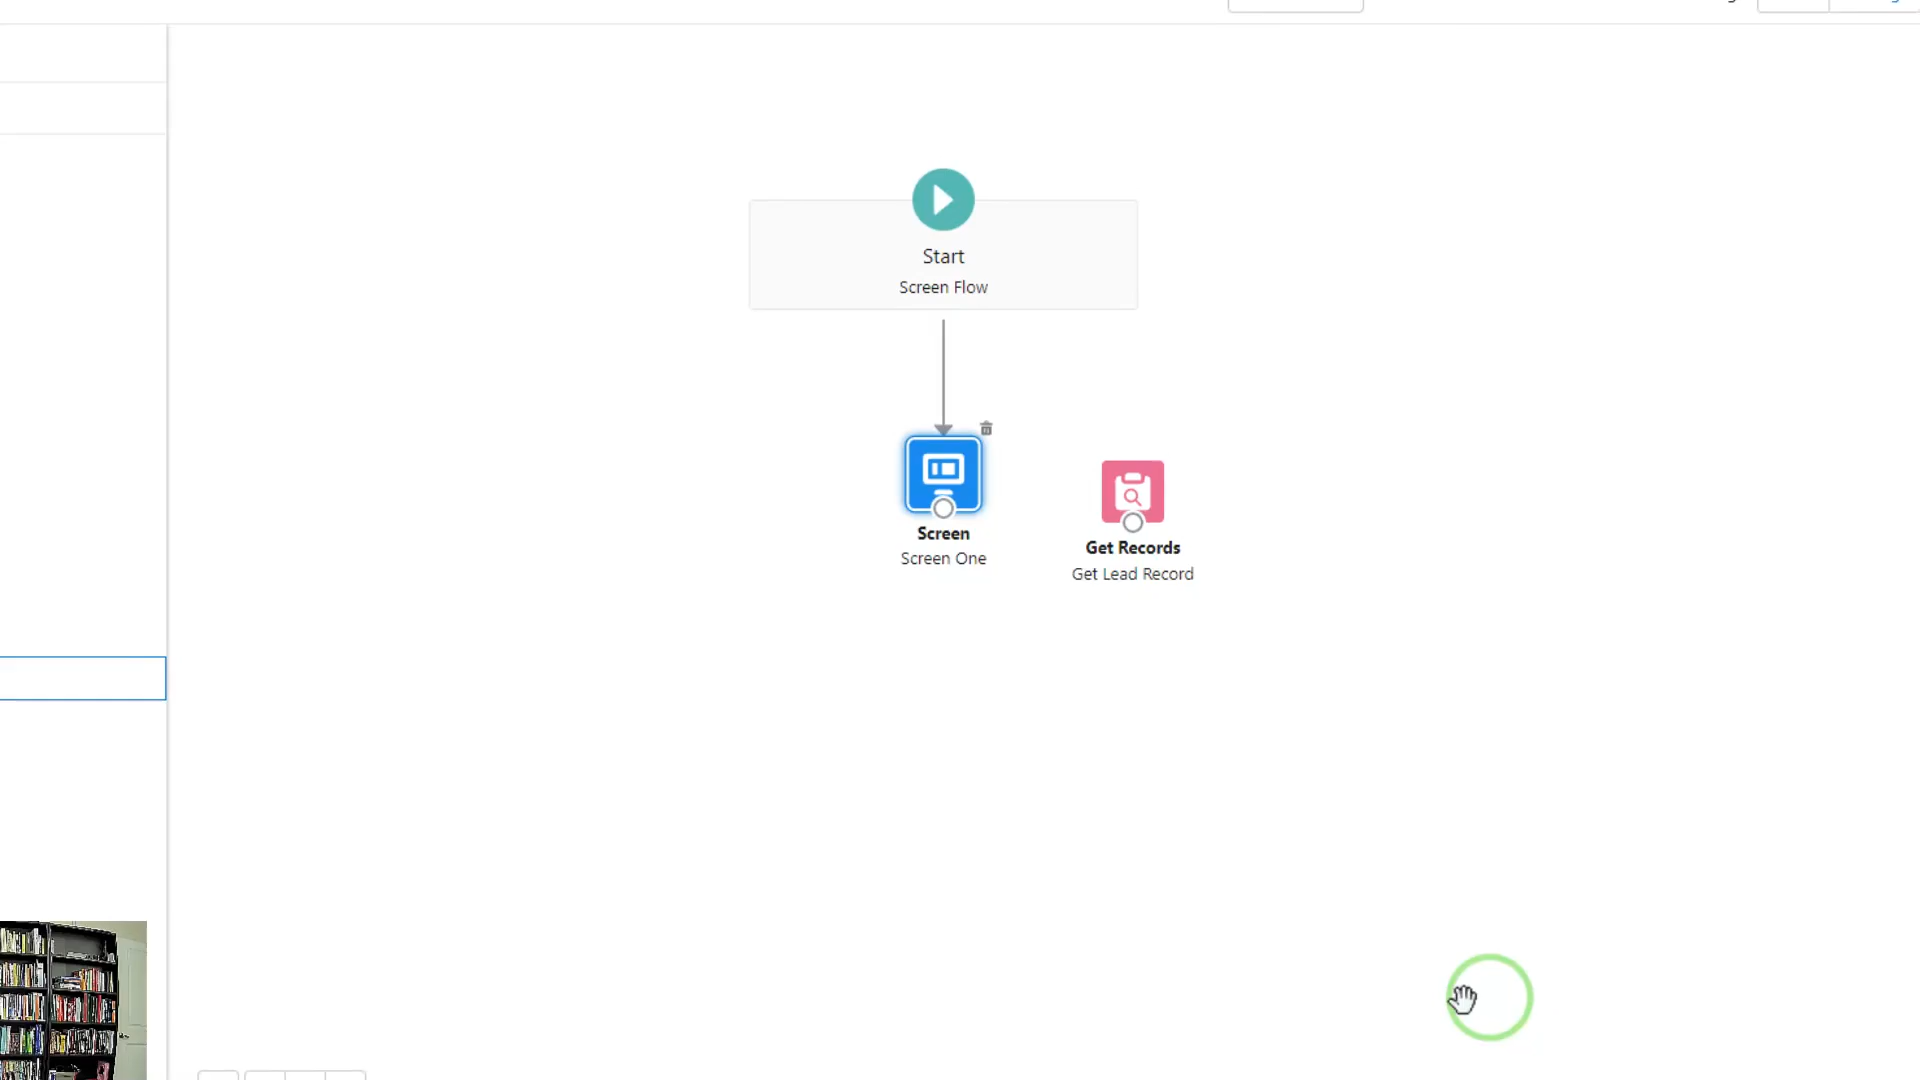 Start
Screen Flow
Screen
Screen One
Get Records
Get Lead Record